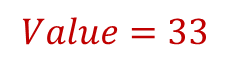 Value = 33